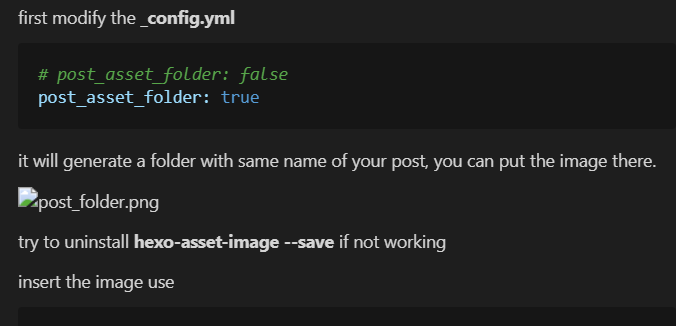 first modify the _config.yml
# post_asset_folder: false
post_asset_folder: true
it will generate a folder with same name of your post, you can put the image there.
post_folder.png
try to uninstall hexo-asset-image --save if not working
insert the image use